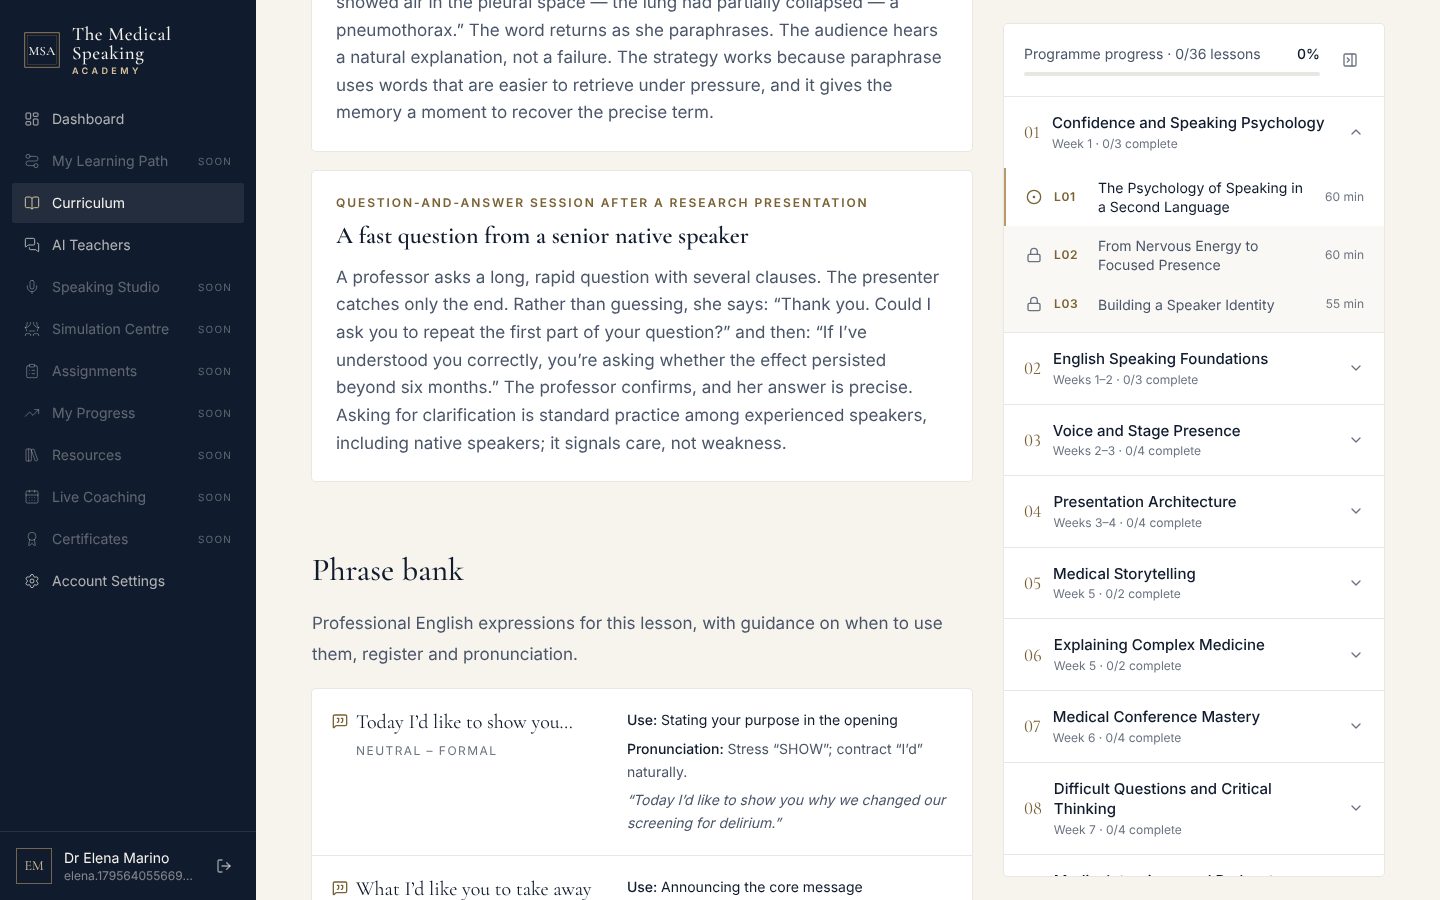 MSA
The Medical
Speaking
ACADEMY
Dashboard
My Learning Path SOON
Curriculum
AI Teachers
Speaking Studio SOON
Simulation Centre SOON
Assignments SOON
My Progress SOON
Resources SOON
Live Coaching SOON
Certificates SOON
Account Settings
EM
Dr Elena Marino
elena.179564055669...
showed air in the pleural space — the lung had partially collapsed — a
pneumothorax.” The word returns as she paraphrases. The audience hears
a natural explanation, not a failure. The strategy works because paraphrase
uses words that are easier to retrieve under pressure, and it gives the
memory a moment to recover the precise term.
QUESTION-AND-ANSWER SESSION AFTER A RESEARCH PRESENTATION
A fast question from a senior native speaker
A professor asks a long, rapid question with several clauses. The presenter
catches only the end. Rather than guessing, she says: “Thank you. Could I
ask you to repeat the first part of your question?” and then: “If I’ve
understood you correctly, you’re asking whether the effect persisted
beyond six months.” The professor confirms, and her answer is precise.
Asking for clarification is standard practice among experienced speakers,
including native speakers; it signals care, not weakness.
Phrase bank
Professional English expressions for this lesson, with guidance on when to use
them, register and pronunciation.
Today I’d like to show you…
NEUTRAL – FORMAL
Use: Stating your purpose in the opening
Pronunciation: Stress “SHOW”; contract “I’d”
naturally.
“Today I’d like to show you why we changed our
screening for delirium.”
What I’d like you to take away
Use: Announcing the core message
Programme progress · 0/36 lessons 0%
01 Confidence and Speaking Psychology
Week 1 · 0/3 complete
L01 The Psychology of Speaking in
a Second Language 60 min
L02 From Nervous Energy to
Focused Presence 60 min
L03 Building a Speaker Identity 55 min
02 English Speaking Foundations
Weeks 1–2 · 0/3 complete
03 Voice and Stage Presence
Weeks 2–3 · 0/4 complete
04 Presentation Architecture
Weeks 3–4 · 0/4 complete
05 Medical Storytelling
Week 5 · 0/2 complete
06 Explaining Complex Medicine
Week 5 · 0/2 complete
07 Medical Conference Mastery
Week 6 · 0/4 complete
08 Difficult Questions and Critical
Thinking
Week 7 · 0/4 complete